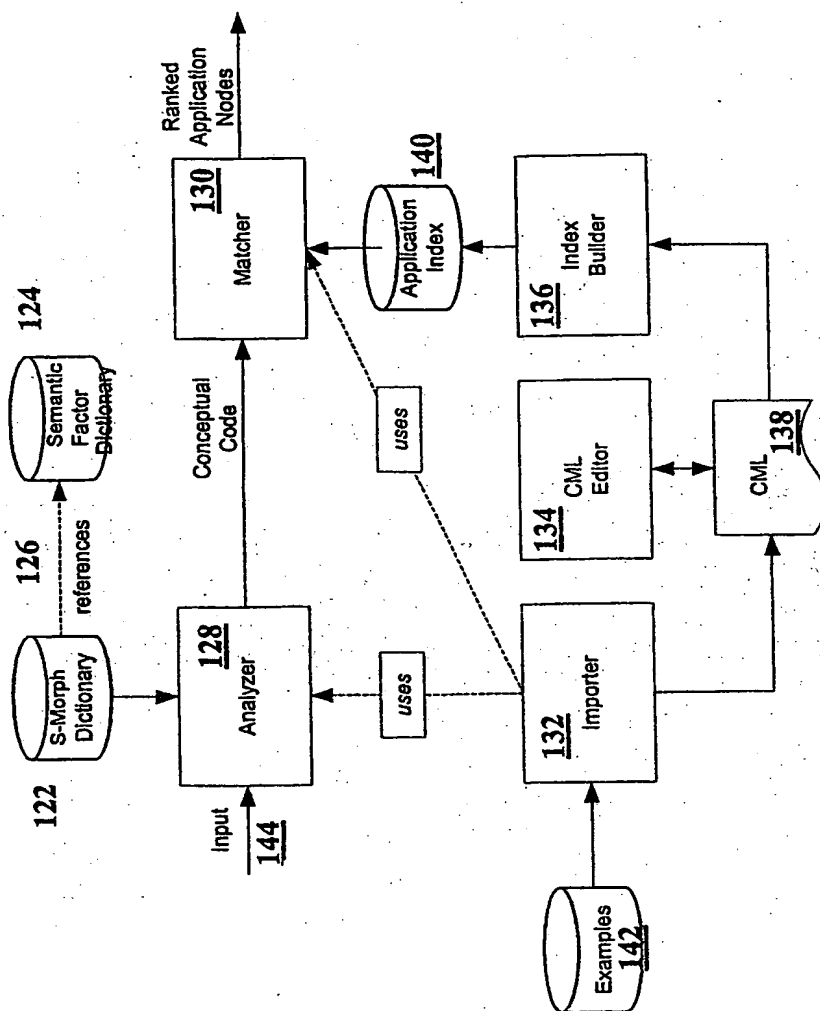 122
S-Morph
Dictionary
126
references
Semantic
Factor
Dictionary
124
Input
144
128
Analyzer
Conceptual
Code
130
Matcher
Ranked
Application
Nodes
uses
uses
Application
Index
140
Examples
142
132
Importer
134
CML
Editor
136
Index
Builder
CML
138